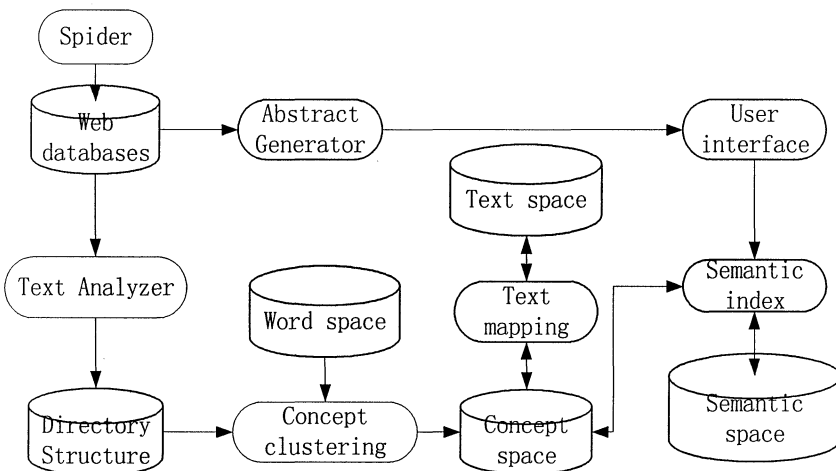 Spider
Web
databases
Abstract
Generator
User
interface
Text space
Text Analyzer
Word space
Text
mapping
Semantic
index
Directory
Structure
Concept
clustering
Concept
space
Semantic
space